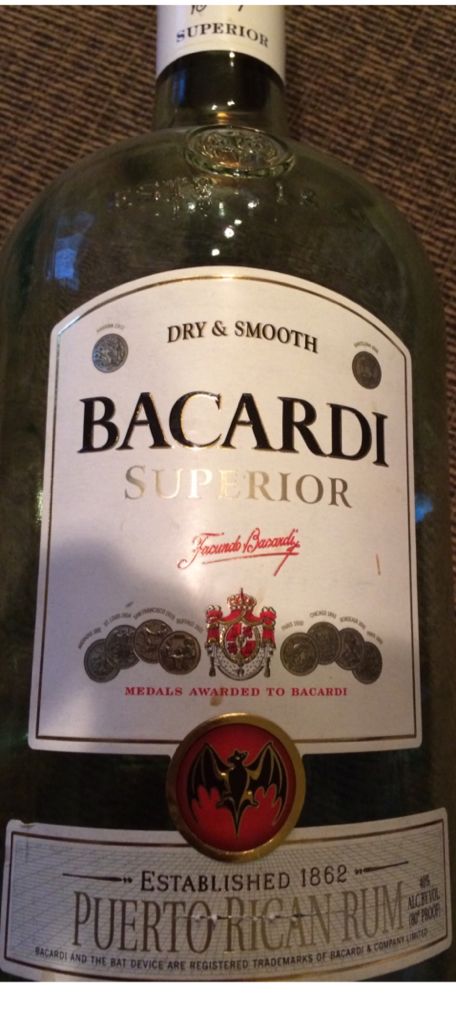 SUPERIOR
DRY & SMOOTH
BACARDI
SUPERIOR
Facundo Bacardi
MEDALS AWARDED TO BACARDI
ESTABLISHED 1862
PUERTO RICAN RUM
40%
ALC. BY VOL.
(80° PROOF)
BACARDI AND THE BAT DEVICE ARE REGISTERED TRADEMARKS OF BACARDI & COMPANY LIMITED